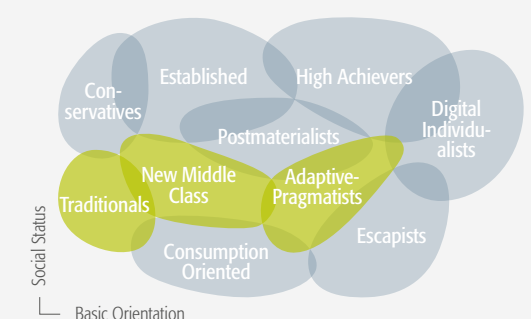 Established
High Achievers
Con-
servatives
Digital
Individu-
alists
Postmaterialists
New Middle
Class
Adaptive-
Pragmatists
Traditionals
Escapists
Consumption
Oriented
Social Status
Basic Orientation